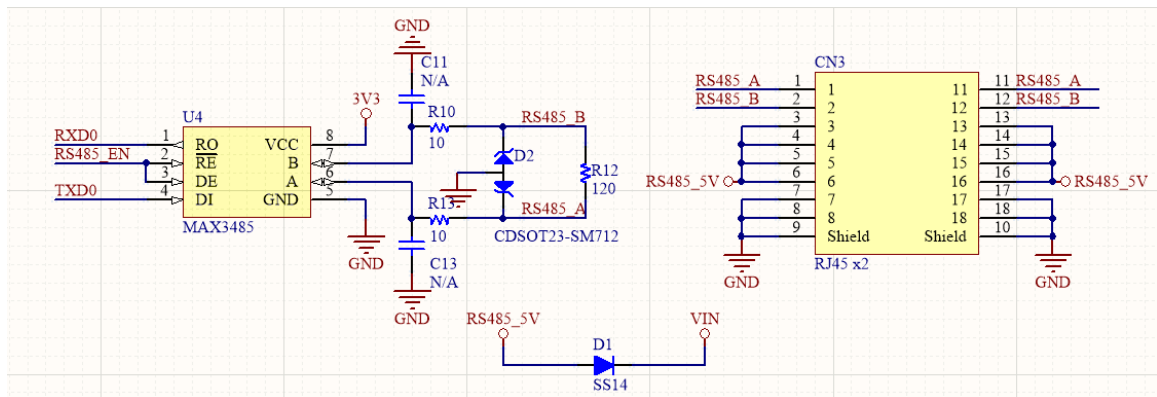 GND
C11
N/A
3V3
R10
10
U4
RXD0
RS485_EN
TXD0
1
2
3
4
RO
RE
DE
DI
VCC
B
A
GND
8
7
6
5
MAX3485
GND
RS485_B
D2
R12
120
RS485_A
R13
10
CDSOT23-SM712
C13
N/A
GND
RS485_5V
VIN
D1
SS14
CN3
RS485_A 1 1 11 11 RS485_A
RS485_B 2 2 12 12 RS485_B
3 3 13 13
4 4 14 14
5 5 15 15
RS485_5V 6 6 16 16 RS485_5V
7 7 17 17
8 8 18 18
9 Shield Shield 10
RJ45 x2
GND
GND